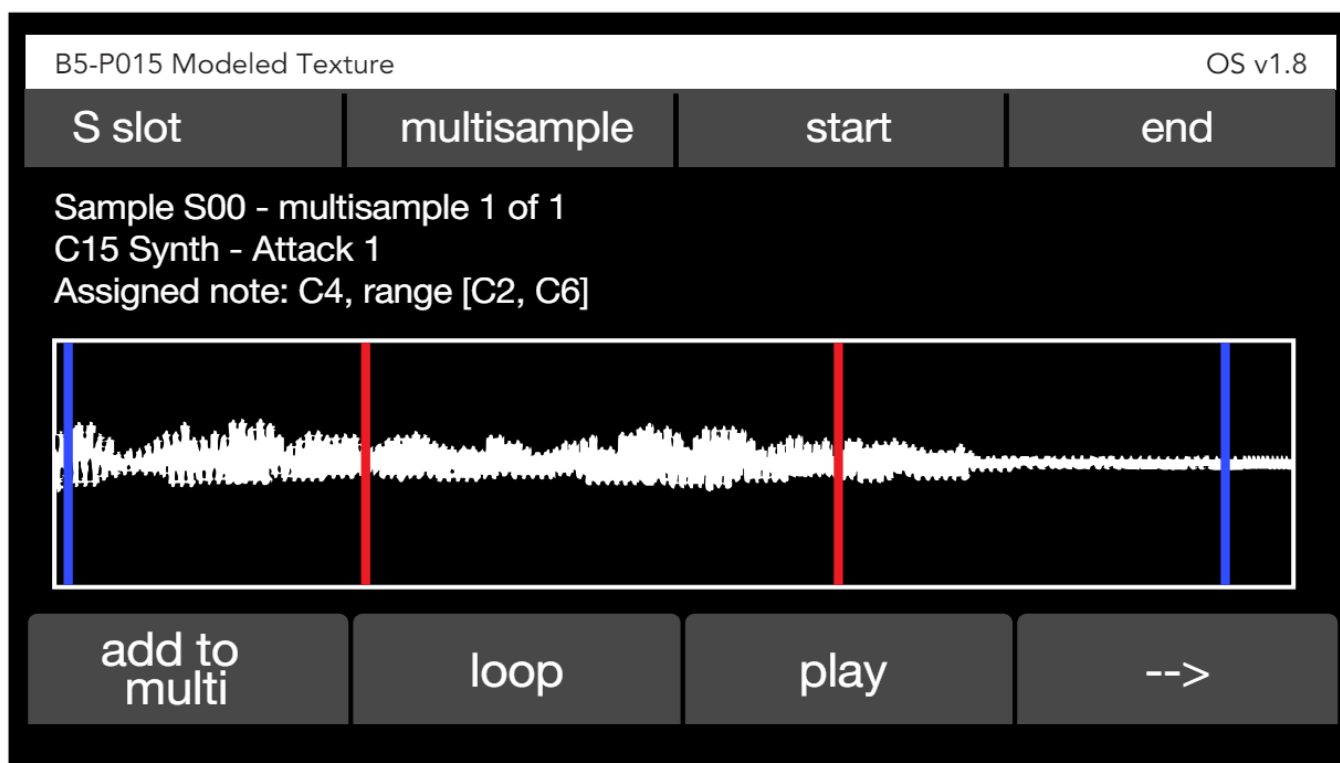 B5-P015 Modeled Texture
OS v1.8
S slot
multisample
start
end
Sample S00 - multisample 1 of 1
C15 Synth - Attack 1
Assigned note: C4, range [C2, C6]
add to
multi
loop
play
-->